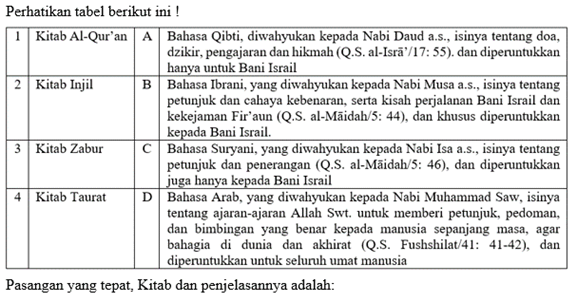 Perhatikan tabel berikut ini !
1 Kitab Al-Qur'an A Bahasa Qibti, diwahyukan kepada Nabi Daud a.s., isinya tentang doa,
dzikir, pengajaran dan hikmah (Q.S. al-Isrā'/17: 55). dan diperuntukkan
hanya untuk Bani Israil
2 Kitab Injil B Bahasa Ibrani, yang diwahyukan kepada Nabi Musa a.s., isinya tentang
petunjuk dan cahaya kebenaran, serta kisah perjalanan Bani Israil dan
kekejaman Fir'aun (Q.S. al-Māidah/5: 44), dan khusus diperuntukkan
kepada Bani Israil.
3 Kitab Zabur C Bahasa Suryani, yang diwahyukan kepada Nabi Isa a.s., isinya tentang
petunjuk dan penerangan (Q.S. al-Māidah/5: 46), dan diperuntukkan
juga hanya kepada Bani Israil
4 Kitab Taurat D Bahasa Arab, yang diwahyukan kepada Nabi Muhammad Saw, isinya
tentang ajaran-ajaran Allah Swt. untuk memberi petunjuk, pedoman,
dan bimbingan yang benar kepada manusia sepanjang masa, agar
bahagia di dunia dan akhirat (Q.S. Fushshilat/41: 41-42), dan
diperuntukkan untuk seluruh umat manusia
Pasangan yang tepat, Kitab dan penjelasannya adalah: